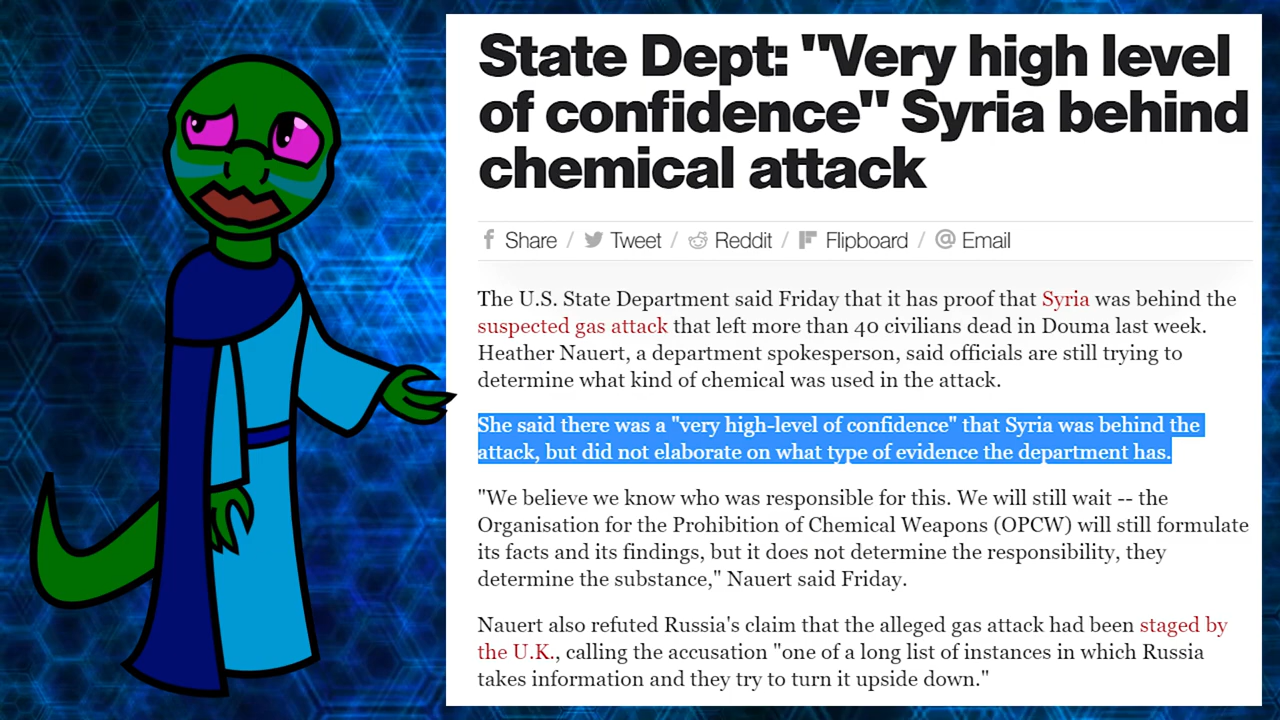 State Dept: "Very high level
of confidence" Syria behind
chemical attack
Share / Tweet / Reddit / Flipboard / Email
The U.S. State Department said Friday that it has proof that Syria was behind the
suspected gas attack that left more than 40 civilians dead in Douma last week.
Heather Nauert, a department spokesperson, said officials are still trying to
determine what kind of chemical was used in the attack.
She said there was a "very high-level of confidence" that Syria was behind the
attack, but did not elaborate on what type of evidence the department has.
"We believe we know who was responsible for this. We will still wait -- the
Organisation for the Prohibition of Chemical Weapons (OPCW) will still formulate
its facts and its findings, but it does not determine the responsibility, they
determine the substance," Nauert said Friday.
Nauert also refuted Russia's claim that the alleged gas attack had been staged by
the U.K., calling the accusation "one of a long list of instances in which Russia
takes information and they try to turn it upside down."